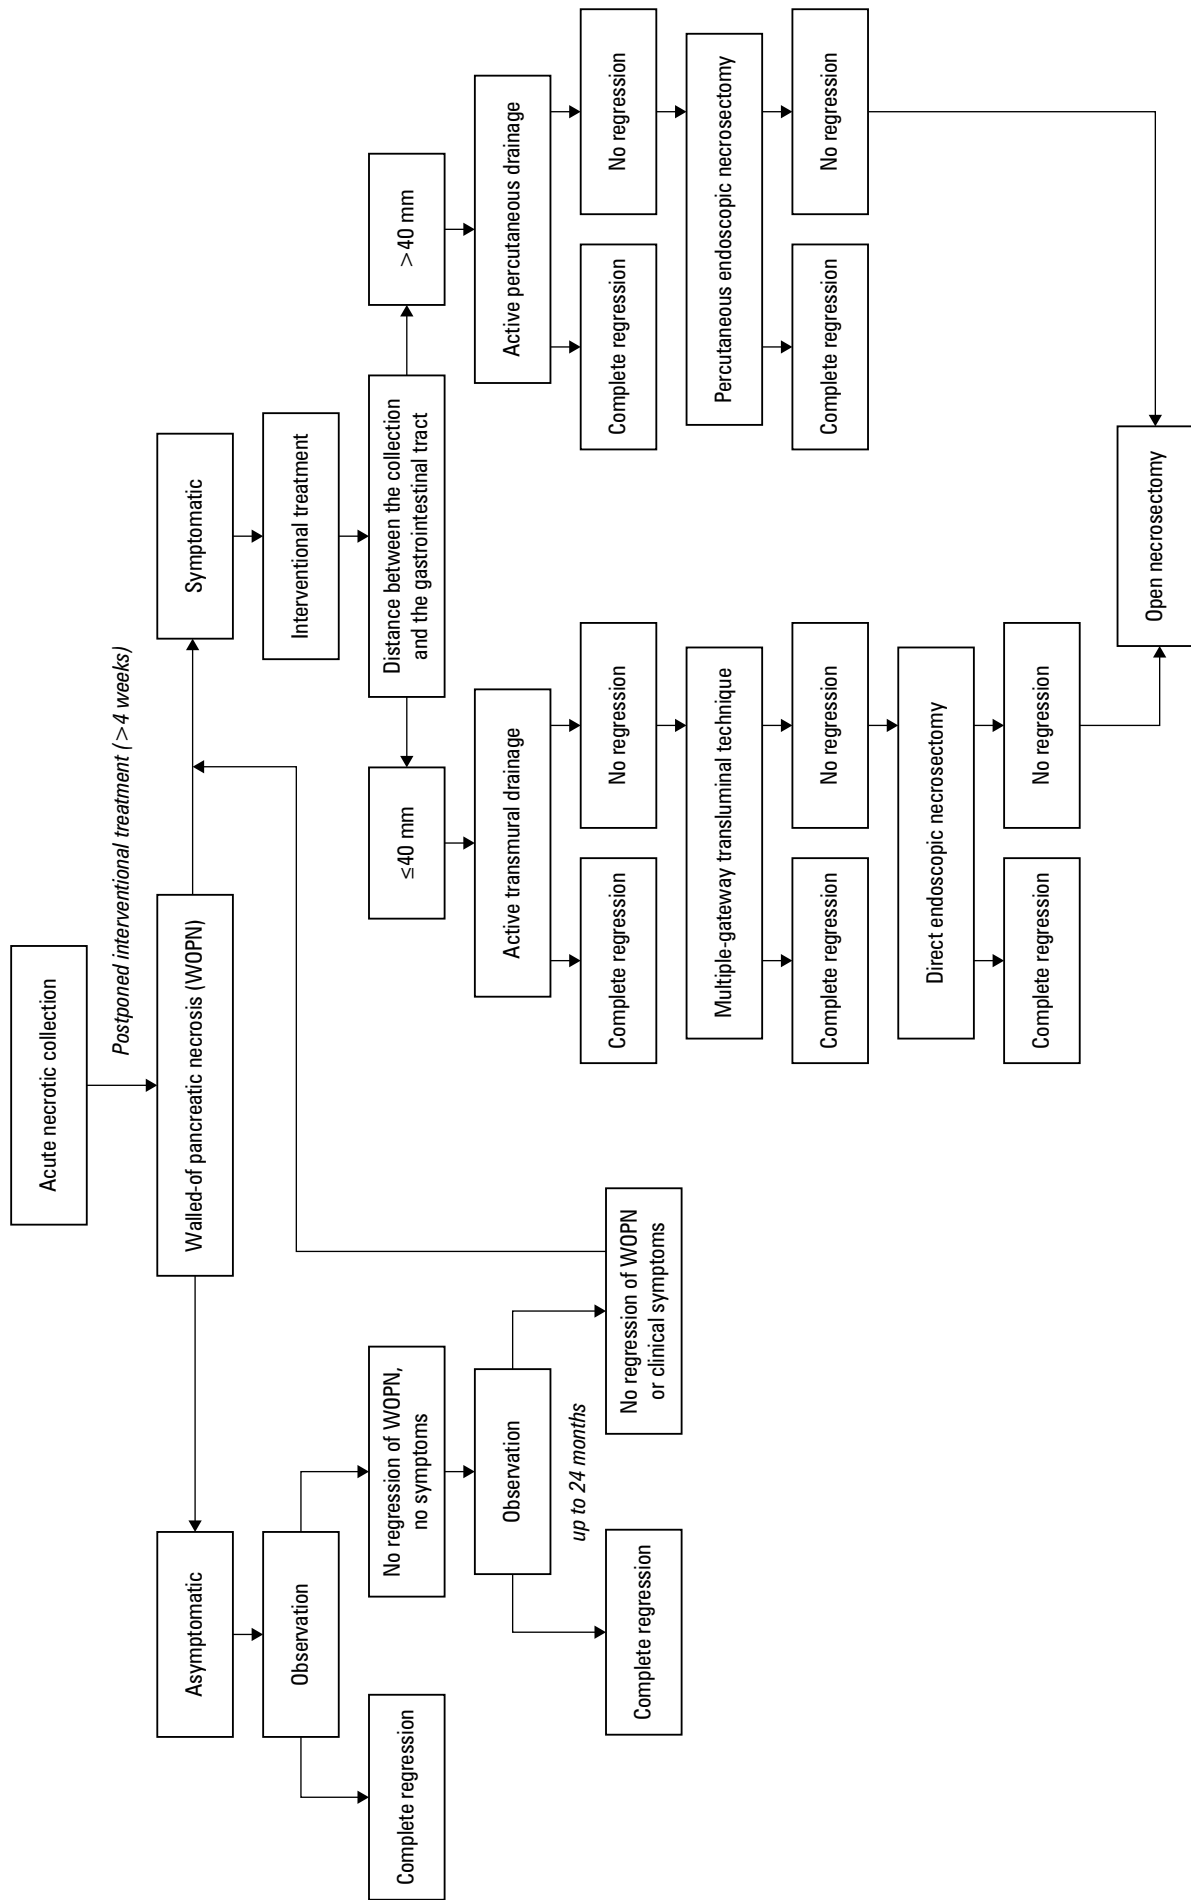 Acute necrotic collection
Postponed interventional treatment (>4 weeks)
Walled-of pancreatic necrosis (WOPN)
Asymptomatic
Symptomatic
Observation
Interventional treatment
Complete regression
No regression of WOPN,
no symptoms
≤40 mm
Distance between the collection
and the gastrointestinal tract
>40 mm
Observation
Active transmural drainage
Active percutaneous drainage
up to 24 months
Complete regression
No regression of WOPN
or clinical symptoms
Complete regression
No regression
Complete regression
No regression
Multiple-gateway transluminal technique
Percutaneous endoscopic necrosectomy
Complete regression
No regression
Complete regression
No regression
Direct endoscopic necrosectomy
Complete regression
No regression
Open necrosectomy